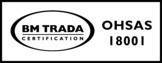 BM TRADA
CERTIFICATION
OHSAS
18001